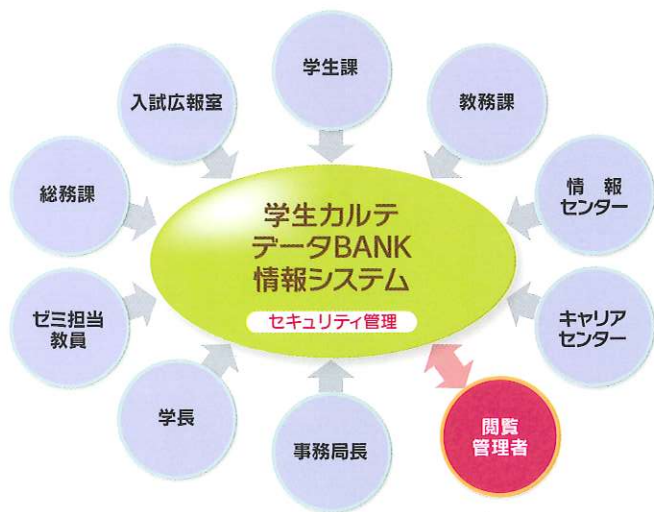 学生課
入試広報室
教務課
総務課
情 報
センター
学生カルテ
データBANK
情報システム
セキュリティ管理
ゼミ担当
教員
キャリア
センター
学長
事務局長
閲覧
管理者